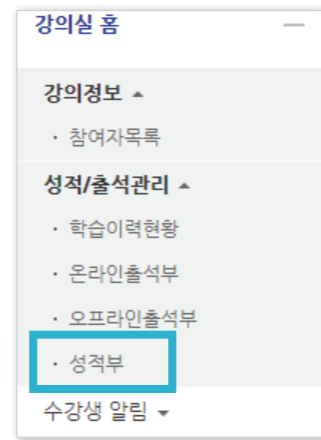 강의실 홈
강의정보 ▲
· 참여자목록
성적/출석관리 ▲
· 학습이력현황
· 온라인출석부
· 오프라인출석부
· 성적부
수강생 알림 ▼